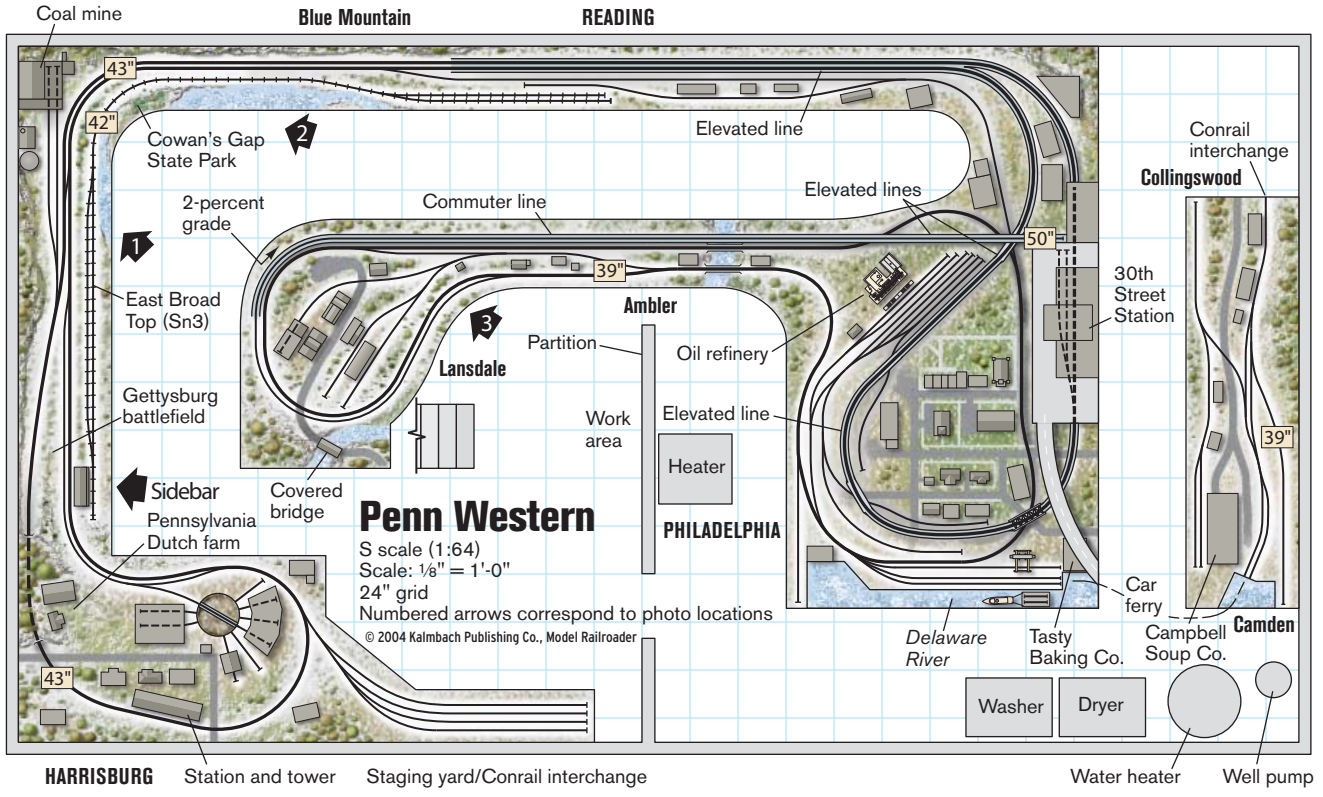 Coal mine
Blue Mountain
READING
43"
42"
Cowan's Gap
State Park
2
Elevated line
Conrail
interchange
Collingswood
2-percent
grade
Commuter line
Elevated lines
1
50"
39"
East Broad
Top (Sn3)
3
Ambler
30th
Street
Station
Partition
Oil refinery
Lansdale
Gettysburg
battlefield
Work
area
Elevated line
39"
Heater
Sidebar
Covered
bridge
Pennsylvania
Dutch farm
Penn Western
S scale (1:64)
Scale: 1/8" = 1'-0"
24" grid
Numbered arrows correspond to photo locations
© 2004 Kalmbach Publishing Co., Model Railroader
PHILADELPHIA
Car
ferry
Delaware
River
Tasty
Baking Co.
Campbell
Soup Co.
Camden
43"
Washer
Dryer
HARRISBURG
Station and tower
Staging yard/Conrail interchange
Water heater
Well pump